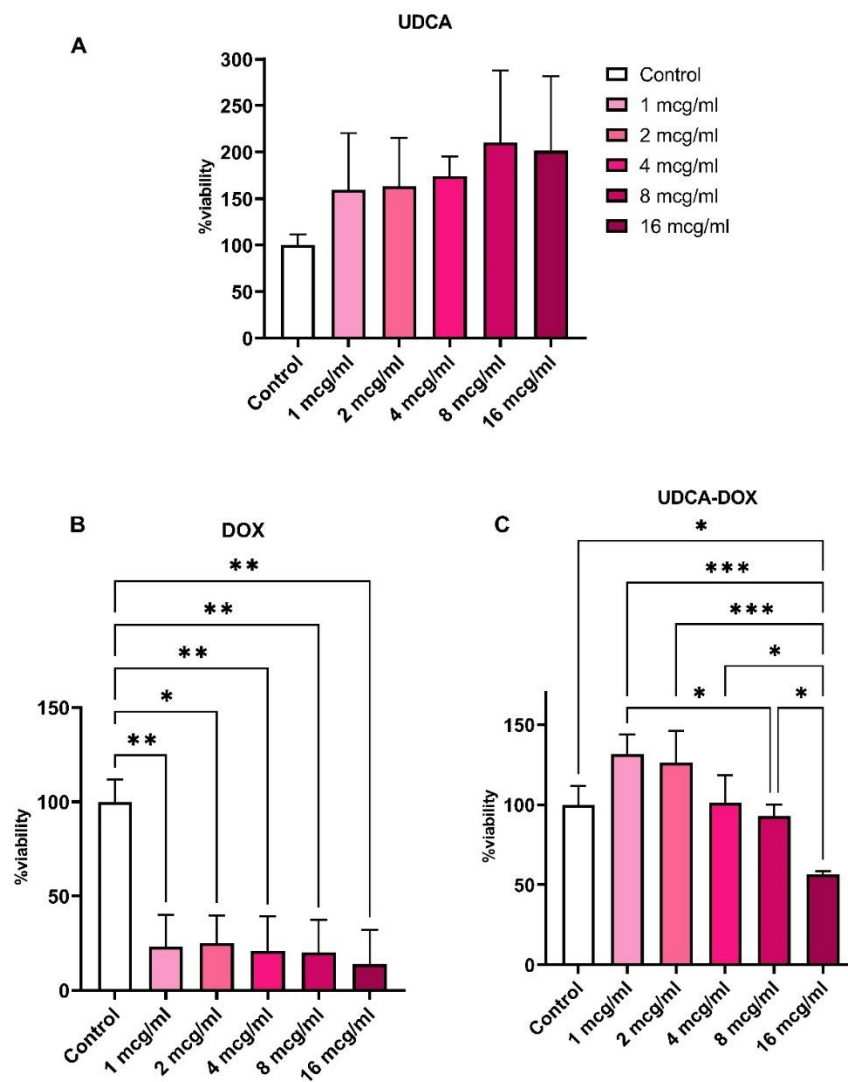 A
UDCA
%viability
300
250
200
150
100
50
0
Control
1 mcg/ml
2 mcg/ml
4 mcg/ml
8 mcg/ml
16 mcg/ml
Control
1 mcg/ml
2 mcg/ml
4 mcg/ml
8 mcg/ml
16 mcg/ml
B
DOX
**
**
**
*
**
%viability
150
100
50
0
Control
1 mcg/ml
2 mcg/ml
4 mcg/ml
8 mcg/ml
16 mcg/ml
C
UDCA-DOX
*
***
***
*
* *
%viability
150
100
50
0
Control
1 mcg/ml
2 mcg/ml
4 mcg/ml
8 mcg/ml
16 mcg/ml